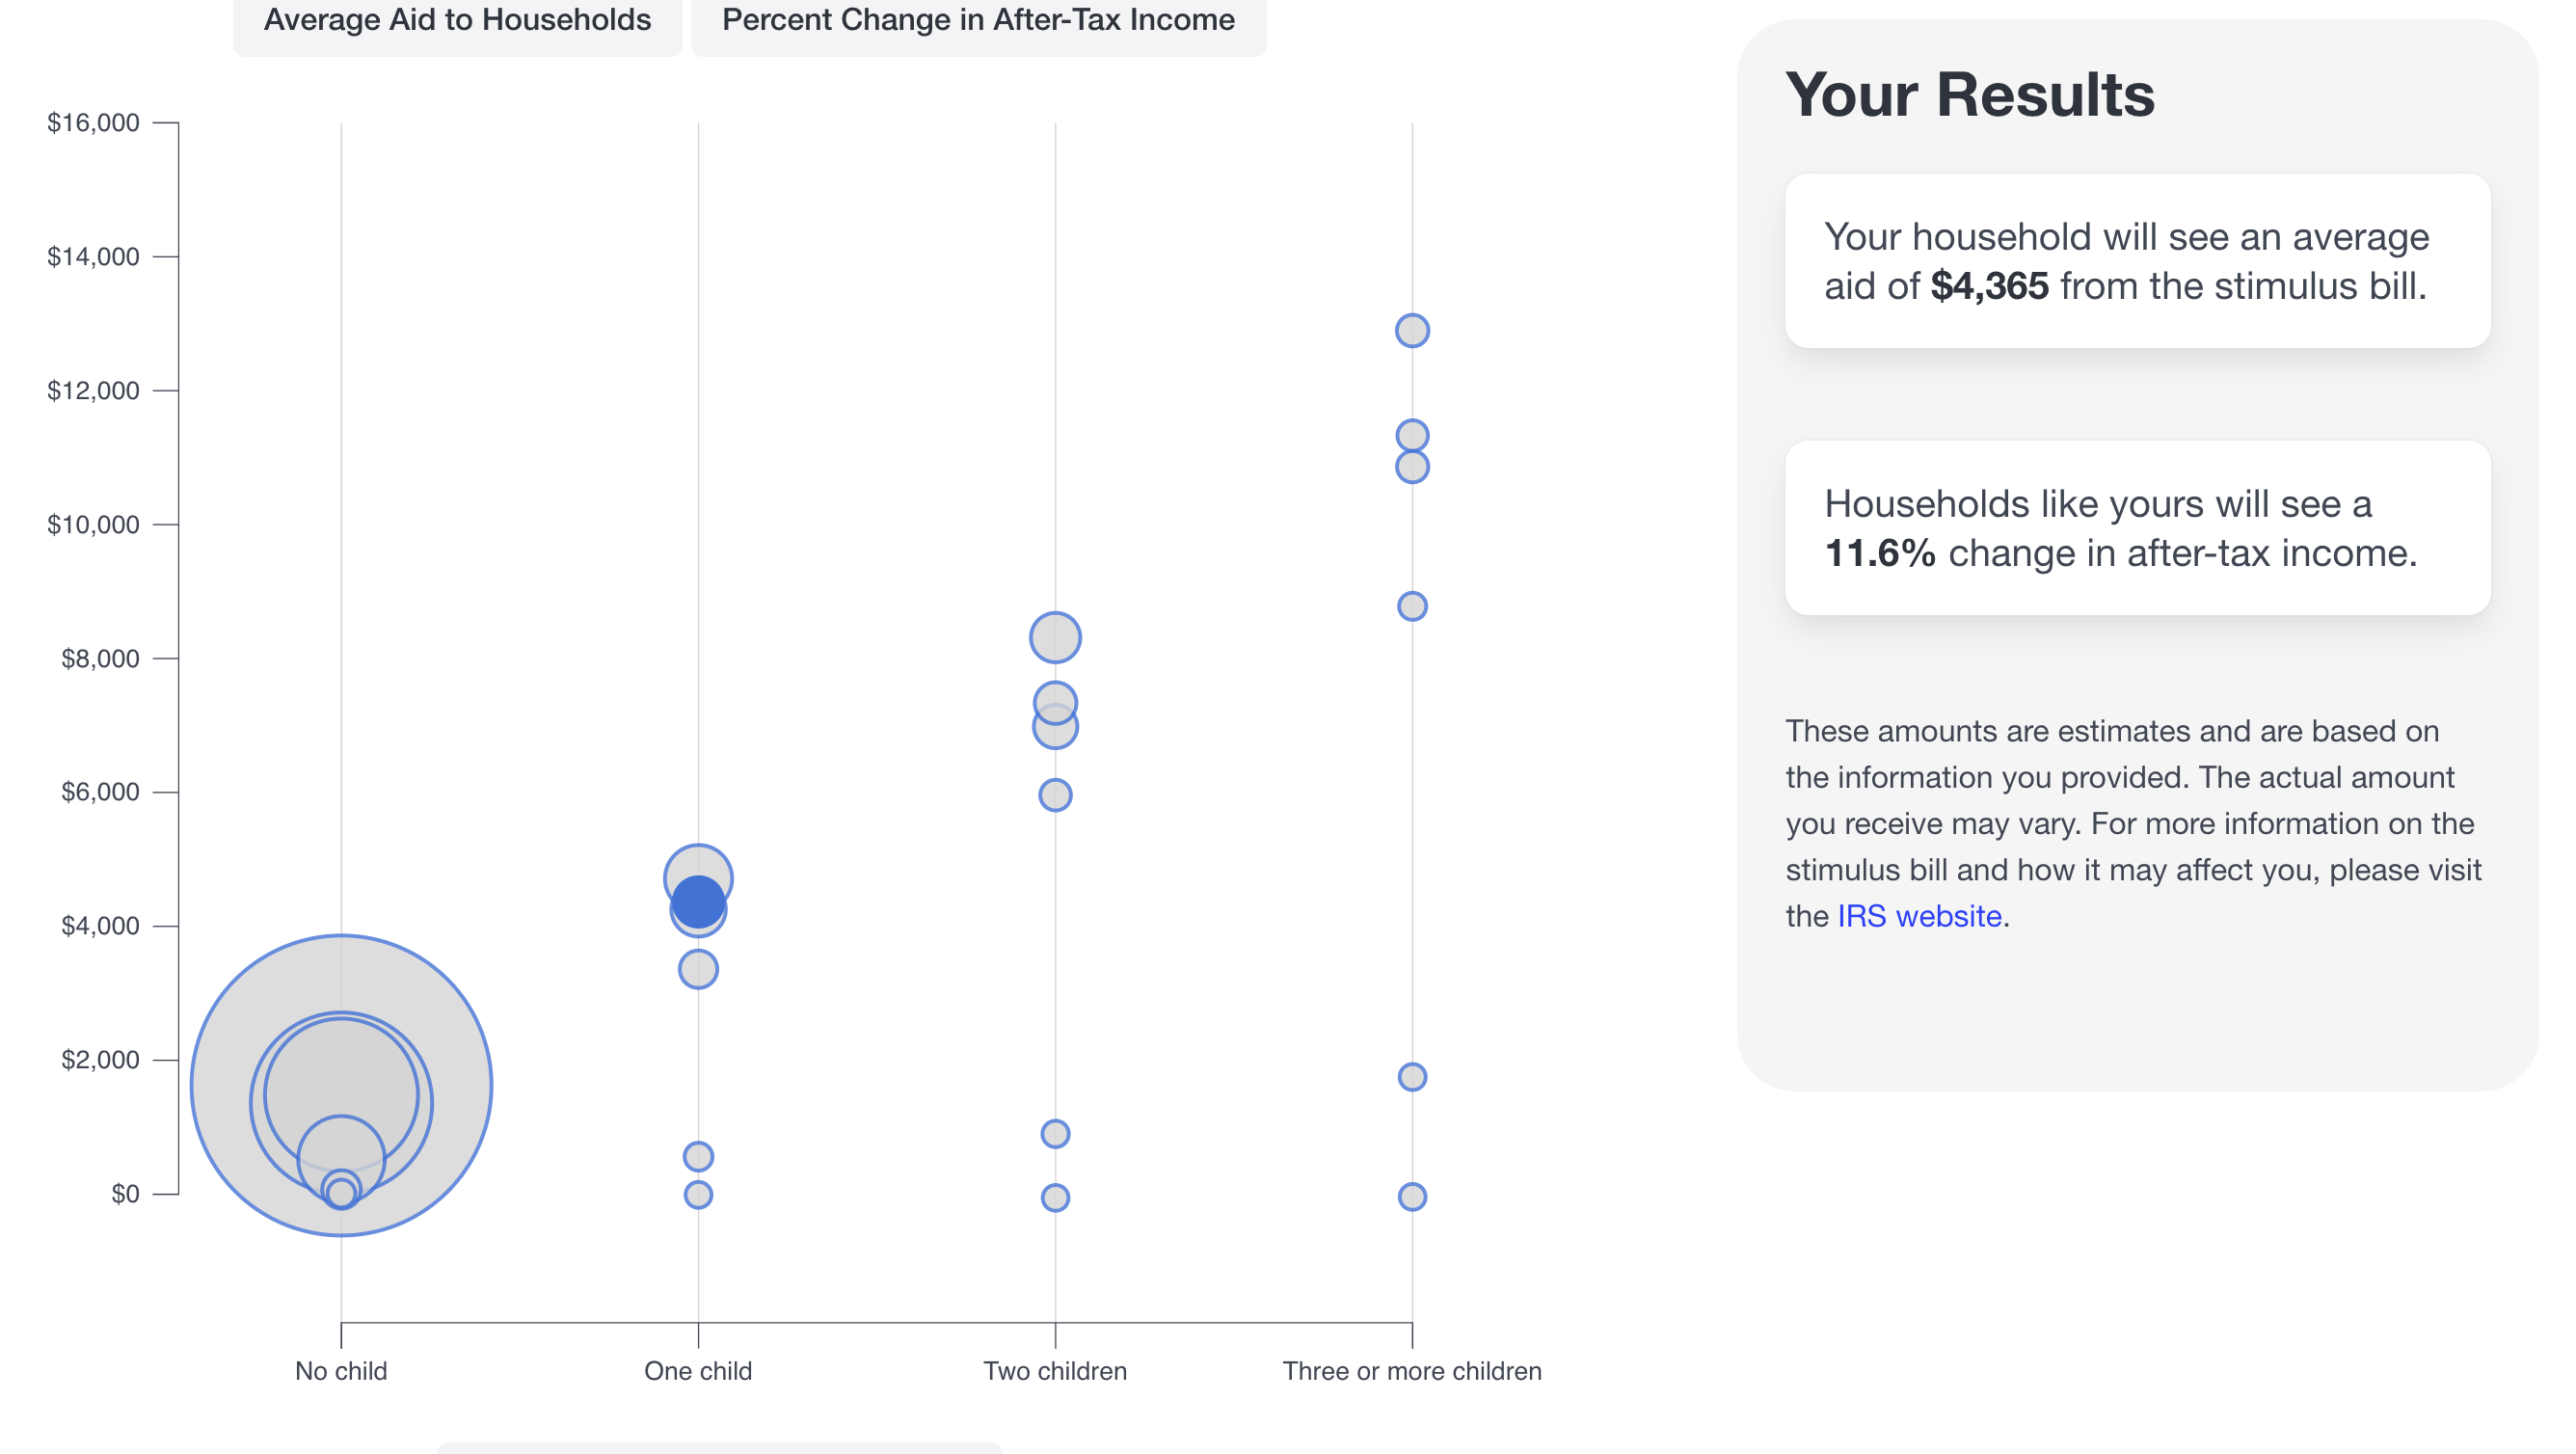 Average Aid to Households
Percent Change in After-Tax Income
$16,000
$14,000
$12,000
$10,000
$8,000
$6,000
$4,000
$2,000
$0
No child
One child
Two children
Three or more children
Your Results
Your household will see an average
aid of $4,365 from the stimulus bill.
Households like yours will see a
11.6% change in after-tax income.
These amounts are estimates and are based on
the information you provided. The actual amount
you receive may vary. For more information on the
stimulus bill and how it may affect you, please visit
the IRS website.